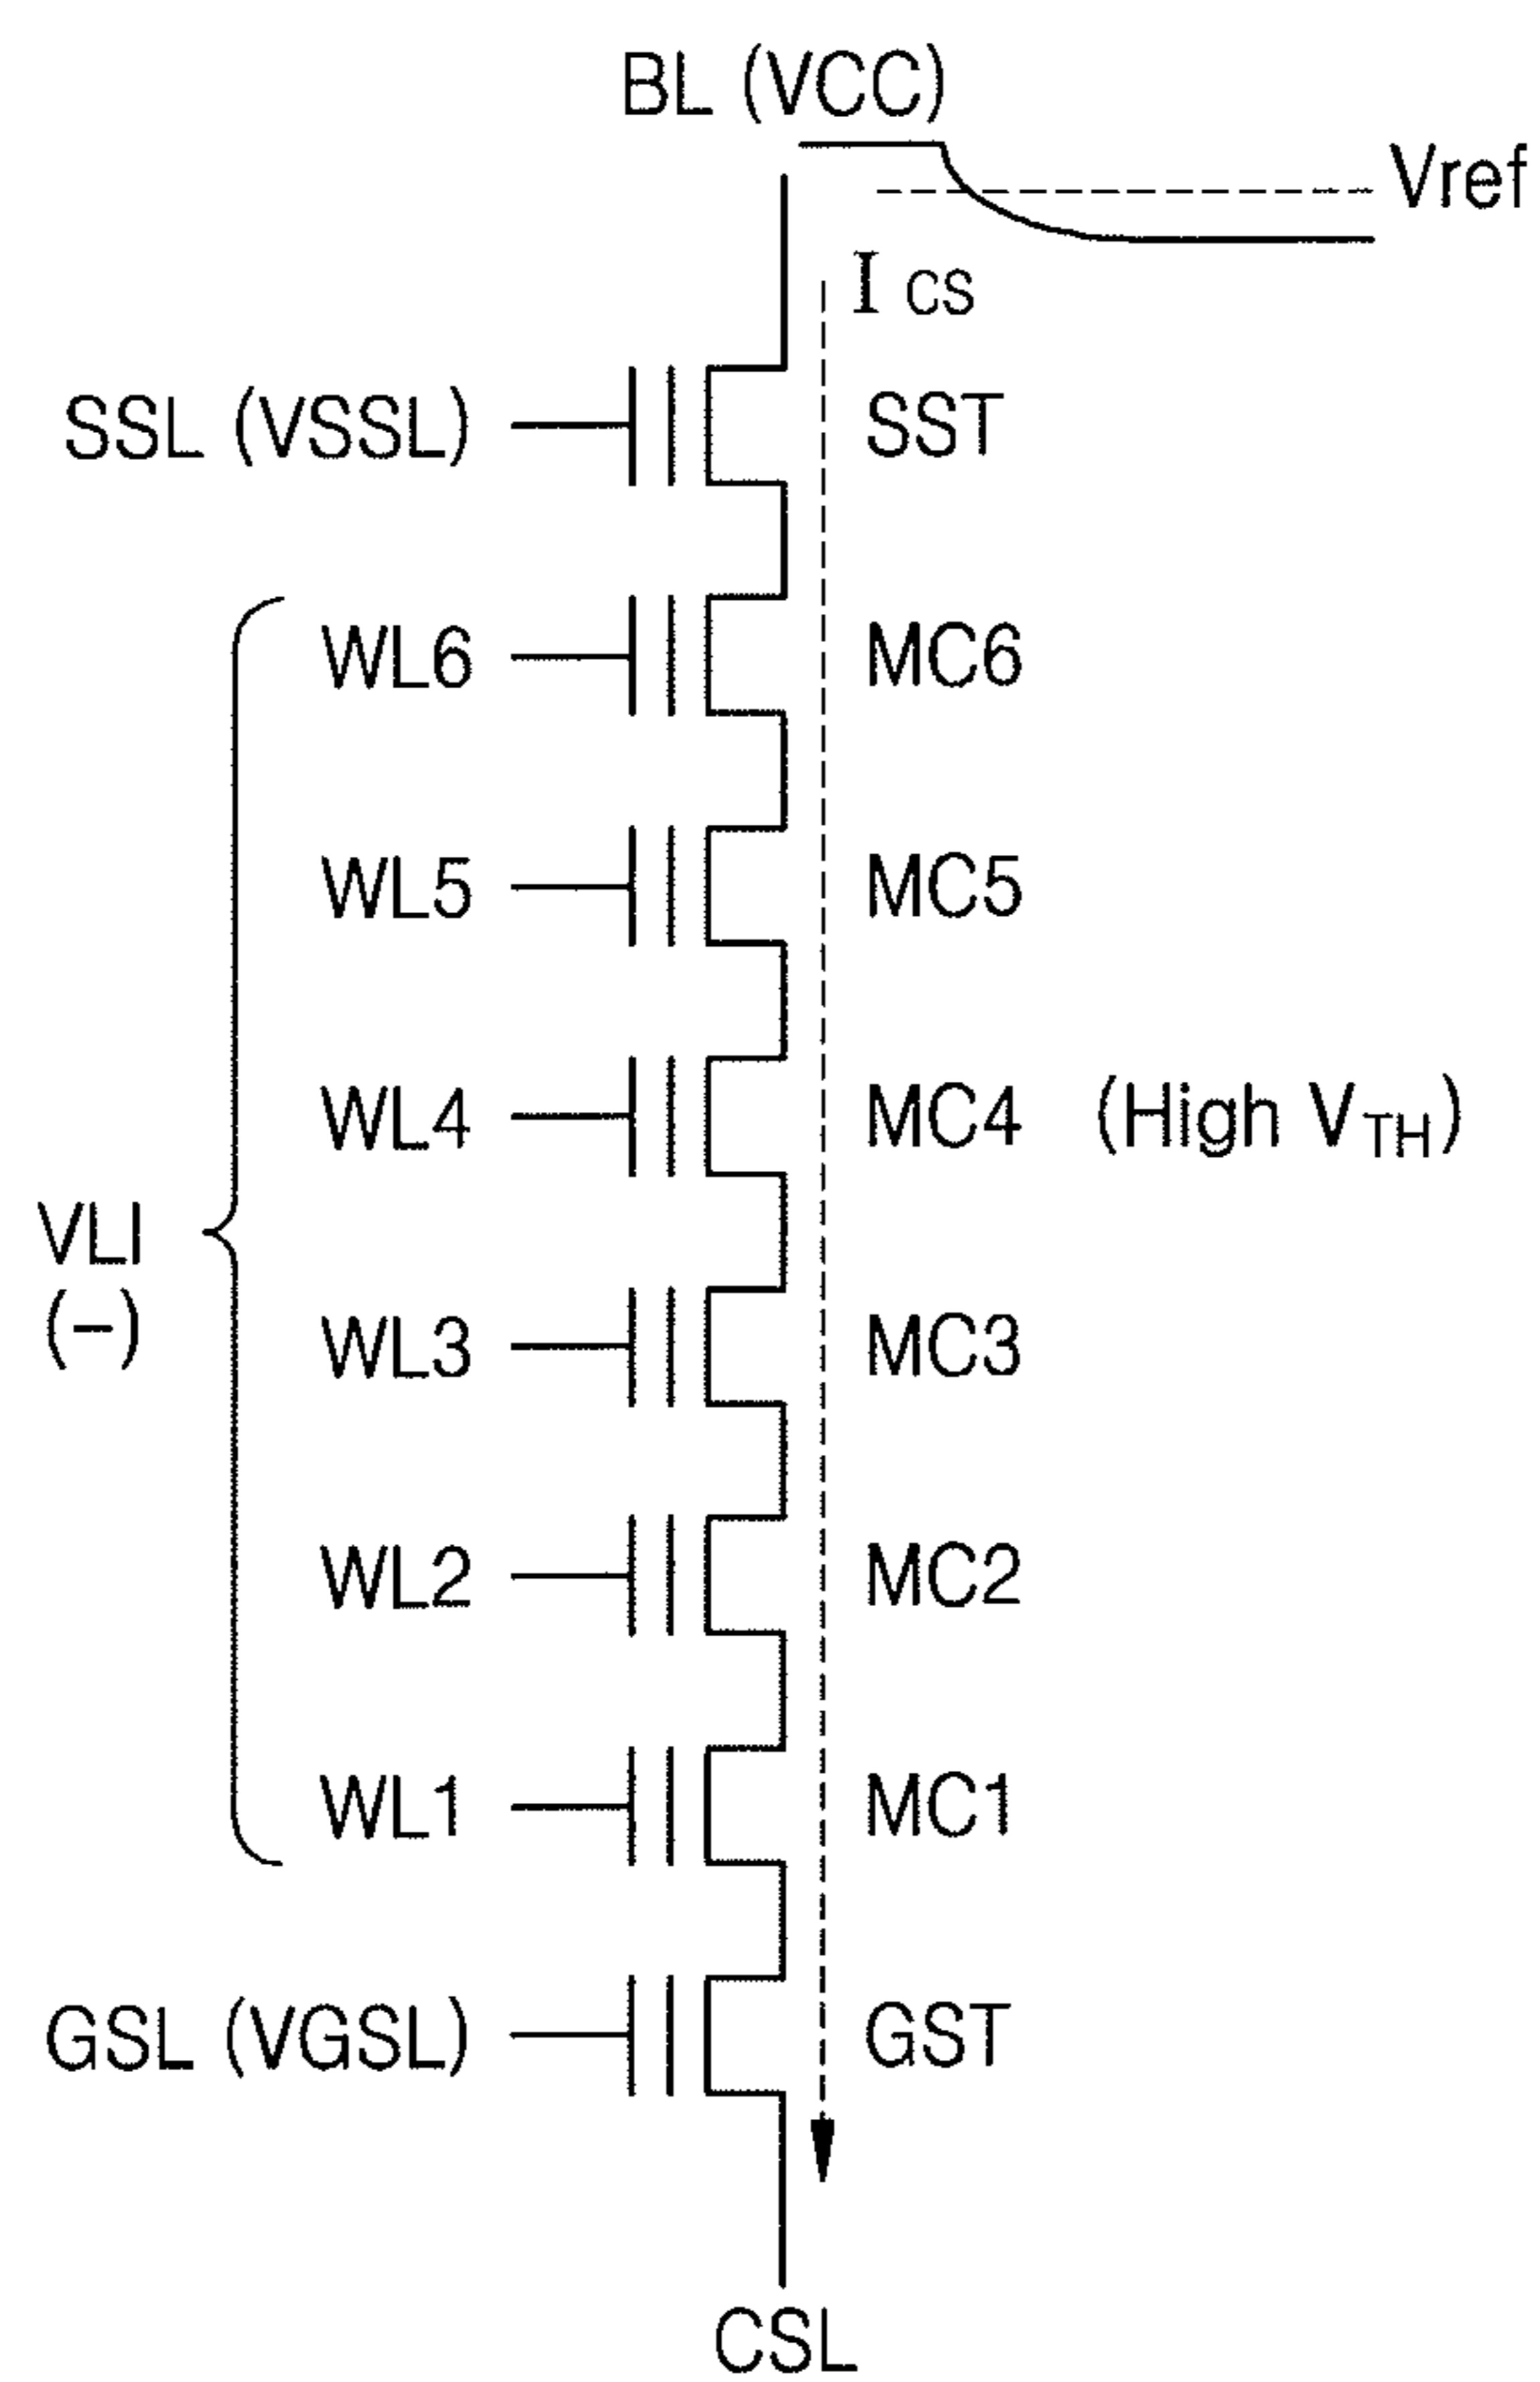 BL (VCC)
Vref
I CS
SSL (VSSL) SST
WL6 MC6
WL5 MC5
WL4 MC4 (High VTH)
VLI
(−)
WL3 MC3
WL2 MC2
WL1 MC1
GSL (VGSL) GST
CSL